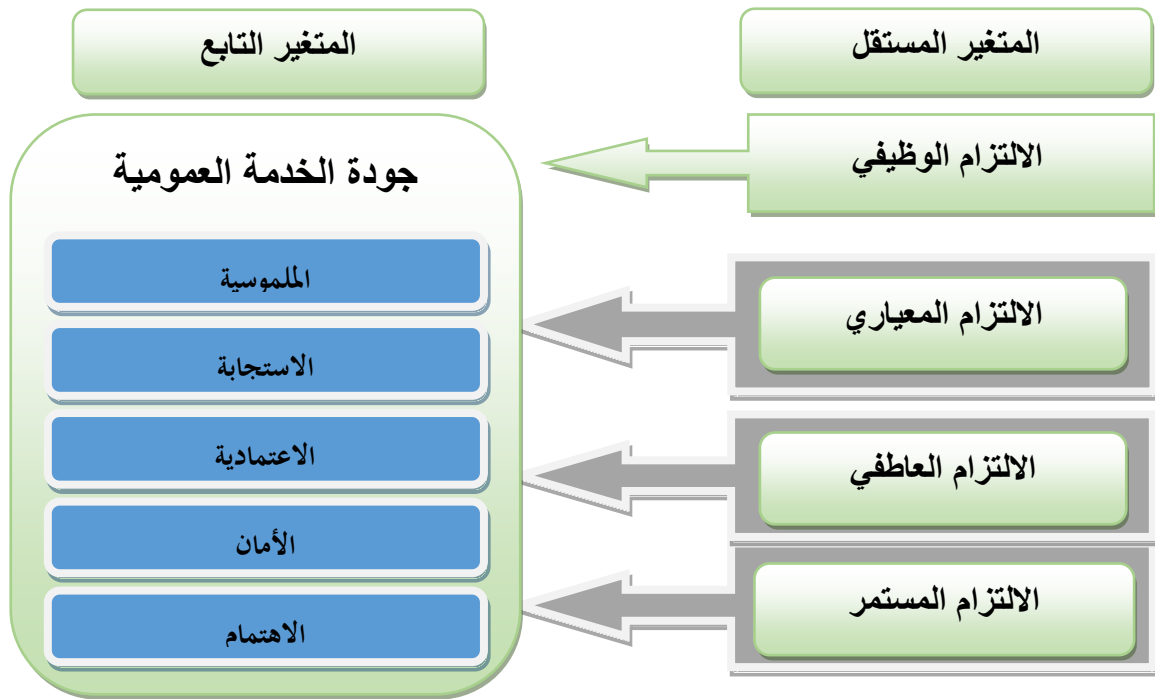 المتغير المستقل
المتغير التابع
الالتزام الوظيفي
جودة الخدمة العمومية
الملموسية
الالتزام المعياري
الاستجابة
الاعتمادية
الالتزام العاطفي
الأمان
الالتزام المستمر
الاهتمام